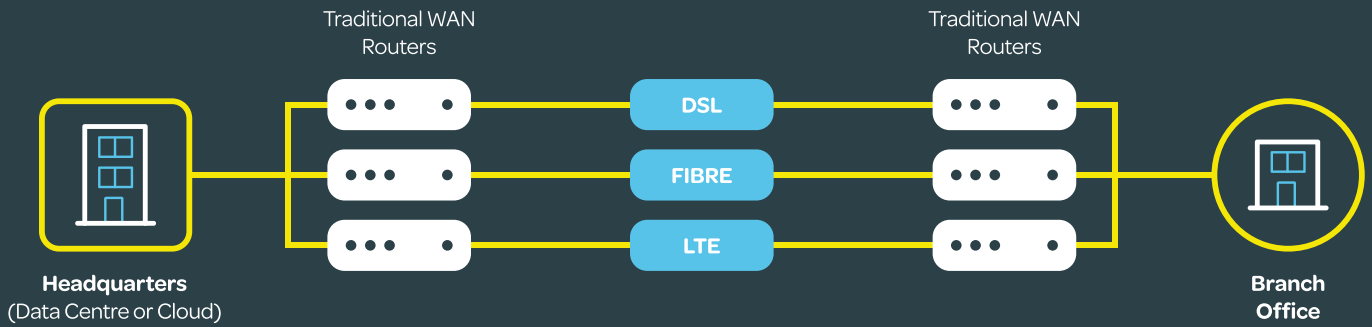 Traditional WAN
Routers
Traditional WAN
Routers
DSL
FIBRE
LTE
Headquarters
(Data Centre or Cloud)
Branch
Office